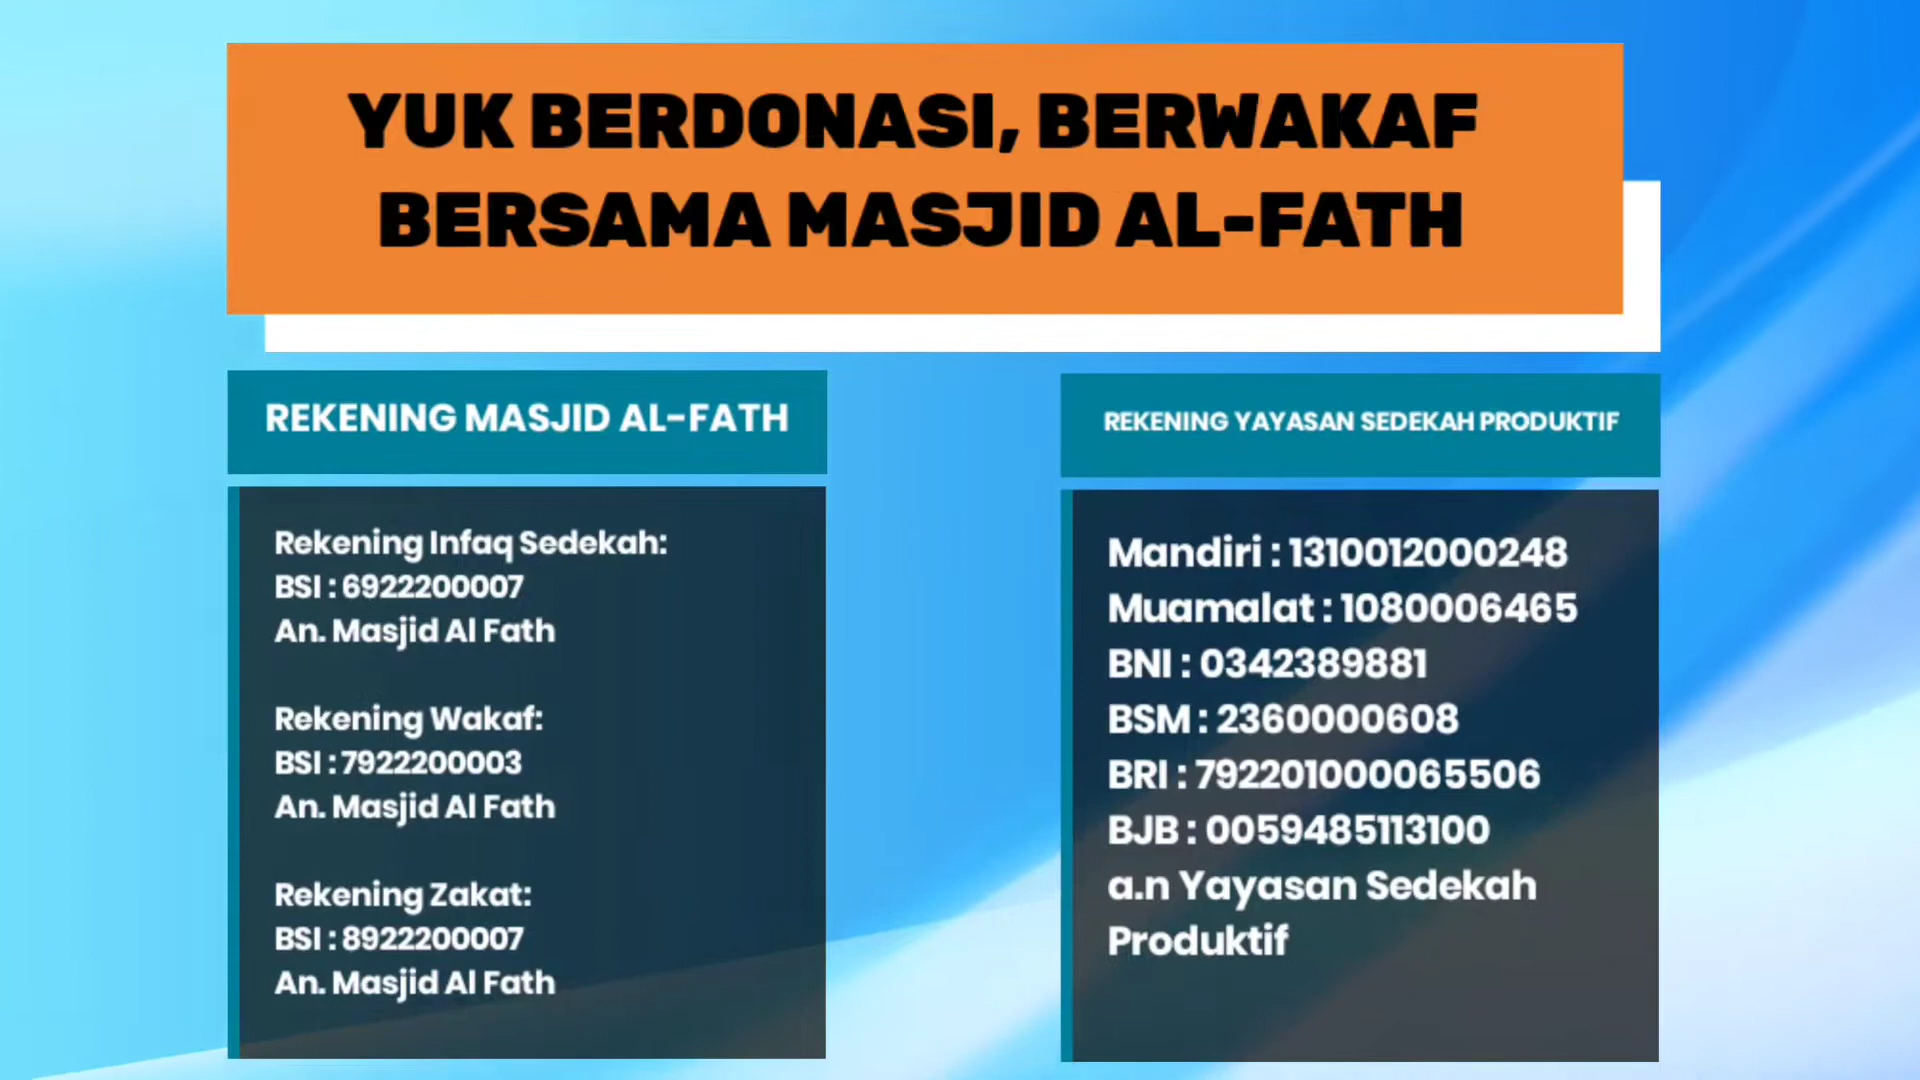 YUK BERDONASI, BERWAKAF
BERSAMA MASJID AL-FATH
REKENING MASJID AL-FATH
Rekening Infaq Sedekah:
BSI : 6922200007
An. Masjid Al Fath
Rekening Wakaf:
BSI : 7922200003
An. Masjid Al Fath
Rekening Zakat:
BSI : 8922200007
An. Masjid Al Fath
REKENING YAYASAN SEDEKAH PRODUKTIF
Mandiri : 1310012000248
Muamalat : 1080006465
BNI : 0342389881
BSM : 2360000608
BRI : 792201000065506
BJB : 0059485113100
a.n Yayasan Sedekah
Produktif